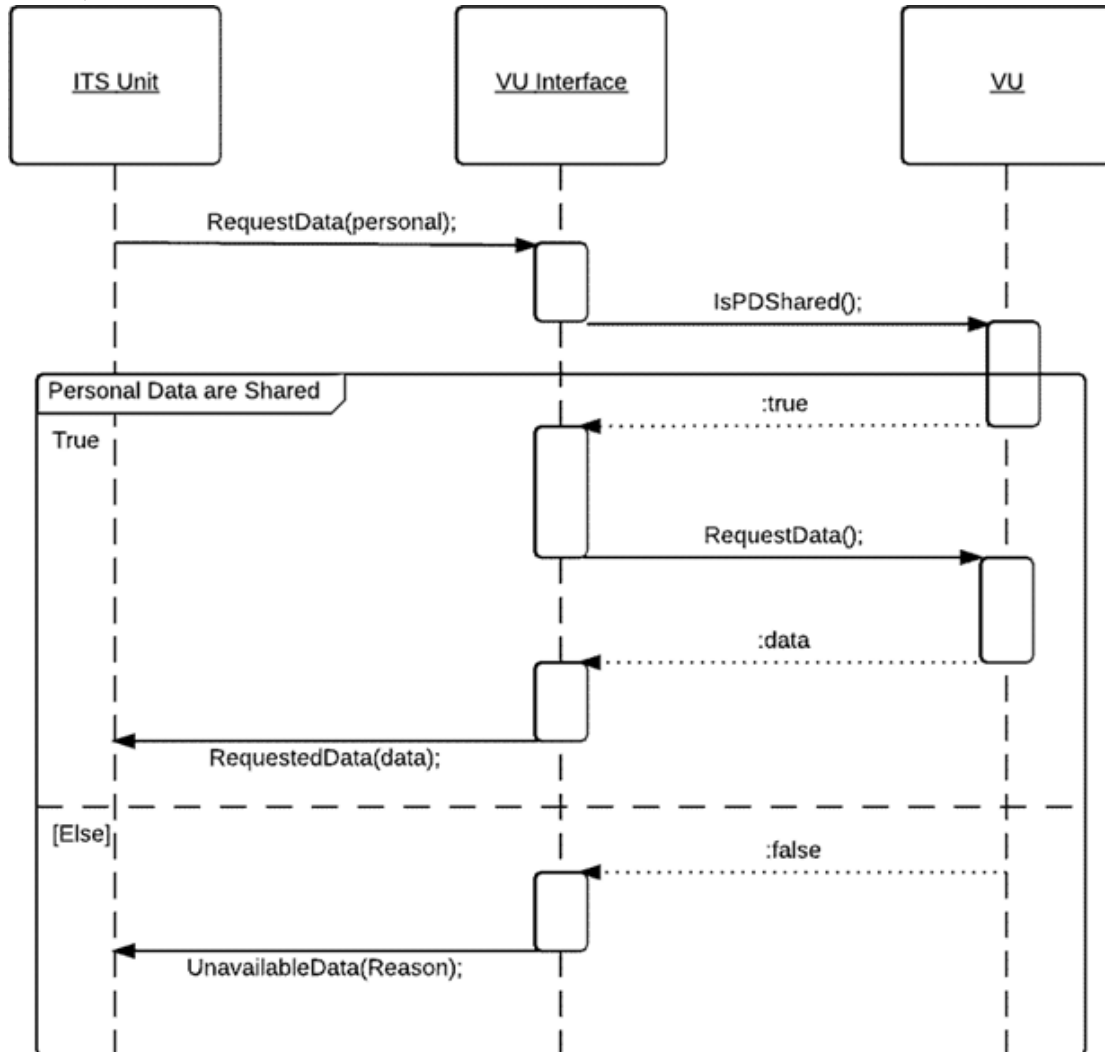 ITS Unit
VU Interface
VU
RequestData(personal);
IsPDShared();
Personal Data are Shared
:true
True
RequestData();
:data
RequestedData(data);
[Else]
:false
UnavailableData(Reason);